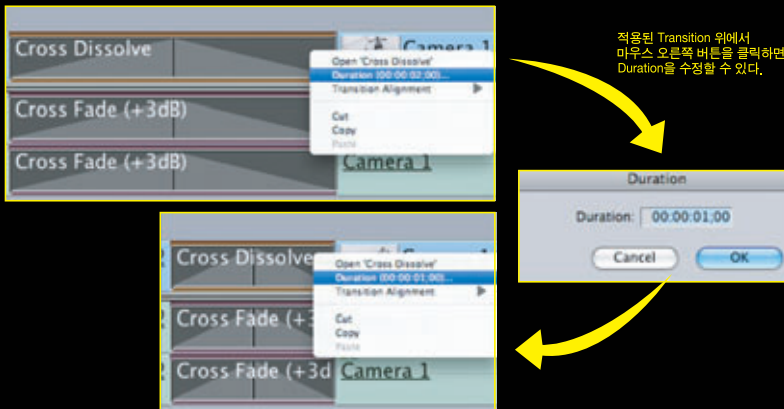 Cross Dissolve
Camera 1
Open 'Cross Dissolve'
Duration (00:00:02;00)...
Transition Alignment
Cut
Copy
Paste
Cross Fade (+3dB)
Cross Fade (+3dB)
Camera 1
적용된 Transition 위에서
마우스 오른쪽 버튼을 클릭하면
Duration을 수정할 수 있다.
Duration
Duration: 00:00:01;00
Cancel OK
Cross Dissolve
Open 'Cross Dissolve'
Duration (00:00:01;00)...
Transition Alignment
Cut
Copy
Paste
Cross Fade (+3
Cross Fade (+3d
Camera 1